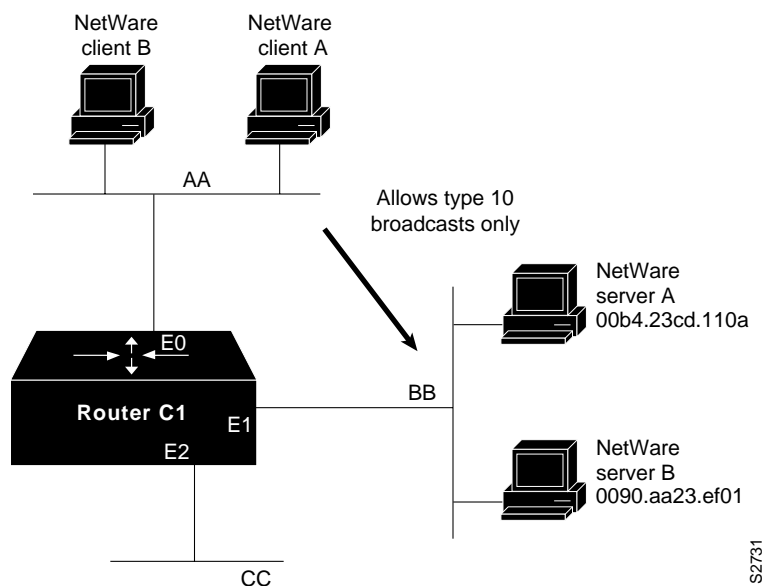 NetWare
client B
NetWare
client A
AA
Allows type 10
broadcasts only
NetWare
server A
00b4.23cd.110a
E0
Router C1
E1
BB
E2
NetWare
server B
0090.aa23.ef01
CC
S2731